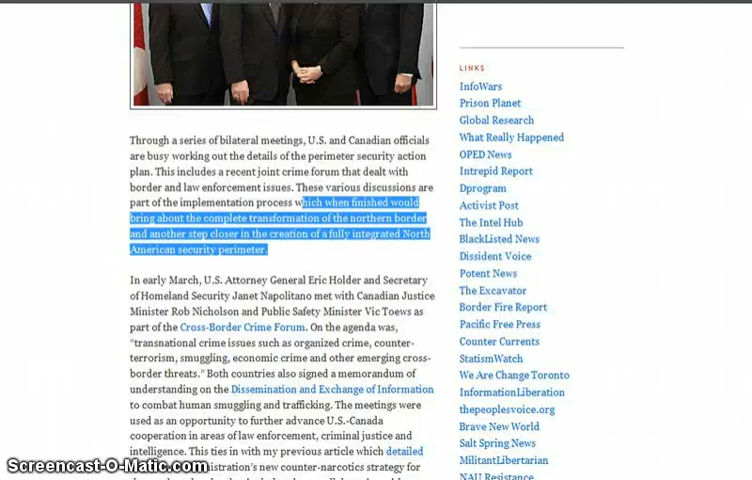 Through a series of bilateral meetings, U.S. and Canadian officials
are busy working out the details of the perimeter security action
plan. This includes a recent joint crime forum that dealt with
border and law enforcement issues. These various discussions are
part of the implementation process which when finished would
bring about the complete transformation of the northern border
and another step closer in the creation of a fully integrated North
American security perimeter.
In early March, U.S. Attorney General Eric Holder and Secretary
of Homeland Security Janet Napolitano met with Canadian Justice
Minister Rob Nicholson and Public Safety Minister Vic Toews as
part of the Cross-Border Crime Forum. On the agenda was,
“transnational crime issues such as organized crime, counter-
terrorism, smuggling, economic crime and other emerging cross-
border threats.” Both countries also signed a memorandum of
understanding on the Dissemination and Exchange of Information
to combat human smuggling and trafficking. The meetings were
used as an opportunity to further advance U.S.-Canada
cooperation in areas of law enforcement, criminal justice and
intelligence. This ties in with my previous article which detailed
ministration's new counter-narcotics strategy for
LINKS
InfoWars
Prison Planet
Global Research
What Really Happened
OPED News
Intrepid Report
Dprogram
Activist Post
The Intel Hub
BlackListed News
Dissident Voice
Potent News
The Excavator
Border Fire Report
Pacific Free Press
Counter Currents
StatismWatch
We Are Change Toronto
InformationLiberation
thepeoplesvoice.org
Brave New World
Salt Spring News
MilitantLibertarian
NAU Resistance
Screencast-O-Matic.com